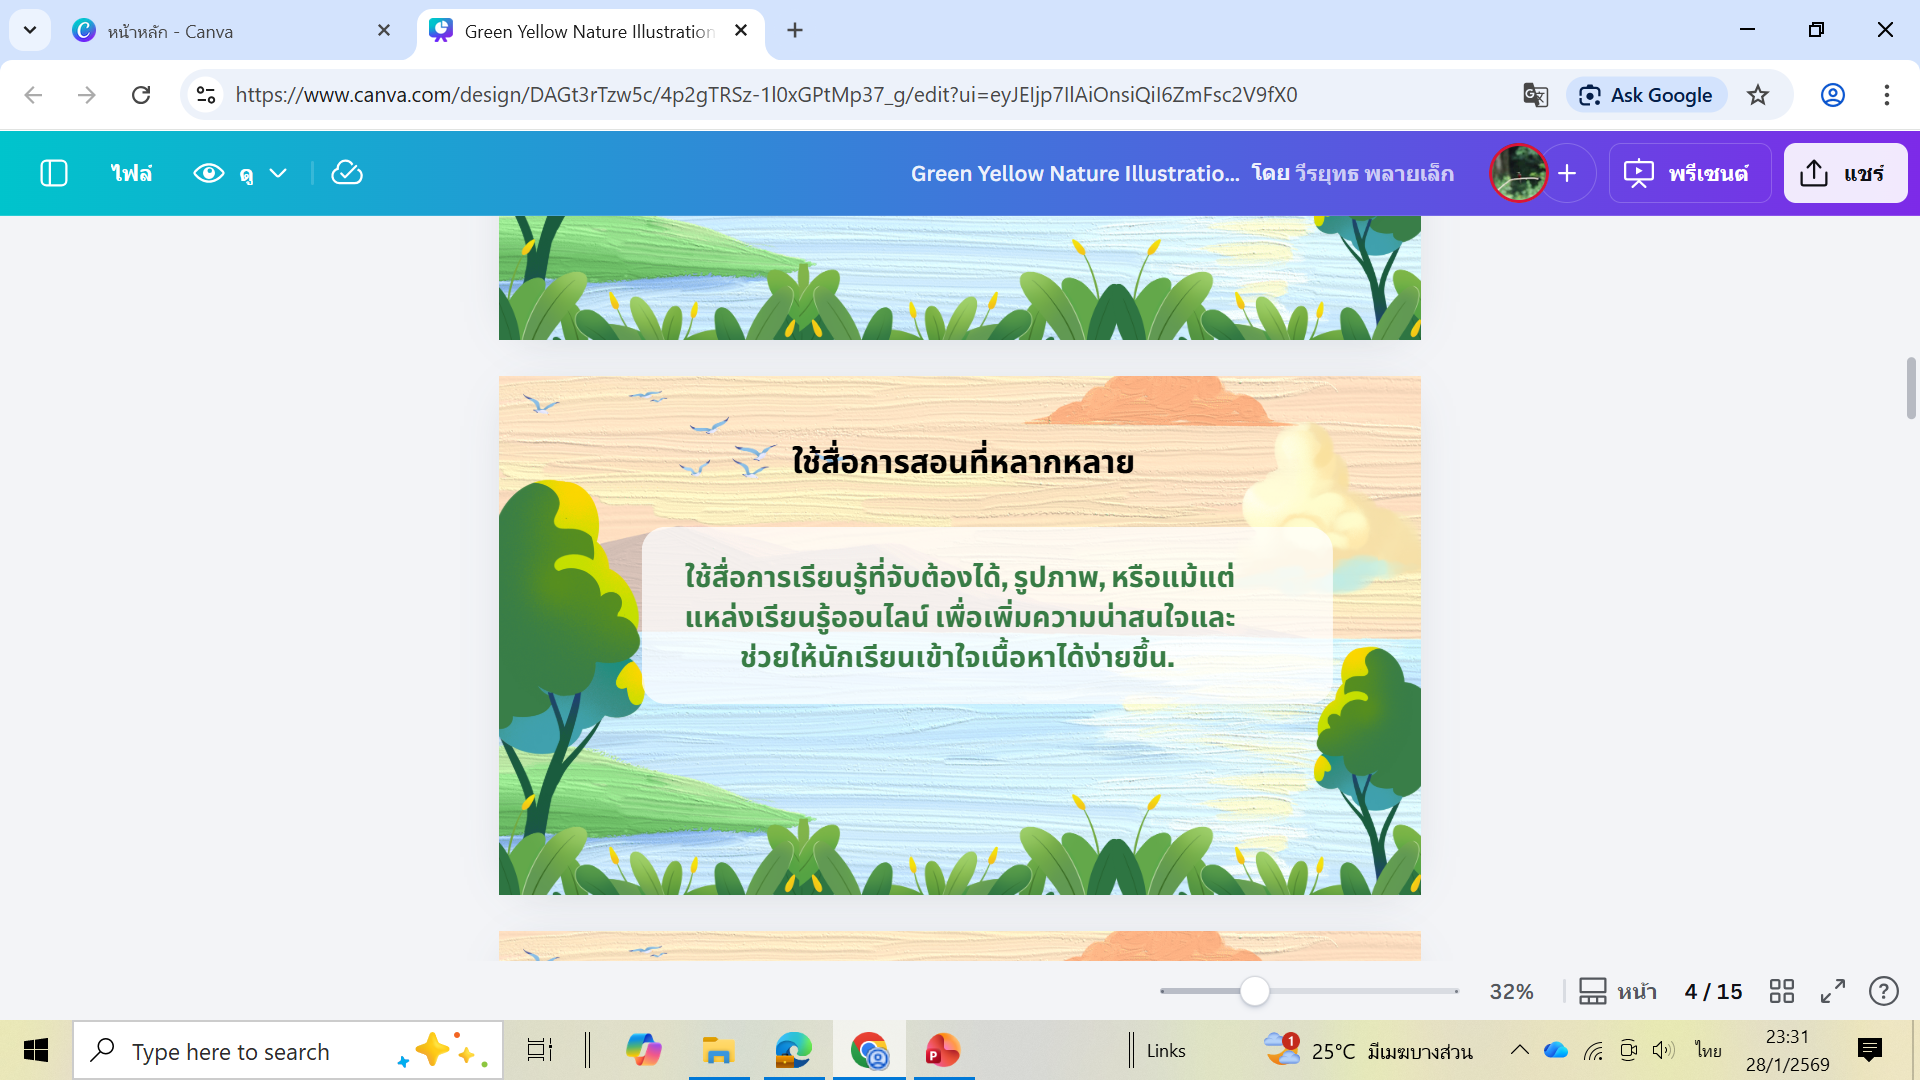 หน้าหลัก - Canva
Green Yellow Nature Illustration
https://www.canva.com/design/DAGt3rTzw5c/4p2gTRSz-1l0xGPtMp37_g/edit?ui=eyJEIjp7IlAiOnsiQiI6ZmFsc2V9fX0
Ask Google
ไฟล์
ดู
Green Yellow Nature Illustratio... โดย วีรยุทธ พลายเล็ก
พรีเซนต์
แชร์
ใช้สื่อการสอนที่หลากหลาย
ใช้สื่อการเรียนรู้ที่จับต้องได้, รูปภาพ, หรือแม้แต่
แหล่งเรียนรู้ออนไลน์ เพื่อเพิ่มความน่าสนใจและ
ช่วยให้นักเรียนเข้าใจเนื้อหาได้ง่ายขึ้น.
32%
หน้า
4 / 15
Type here to search
Links
1
25°C มีเมฆบางส่วน
ไทย
23:31
28/1/2569